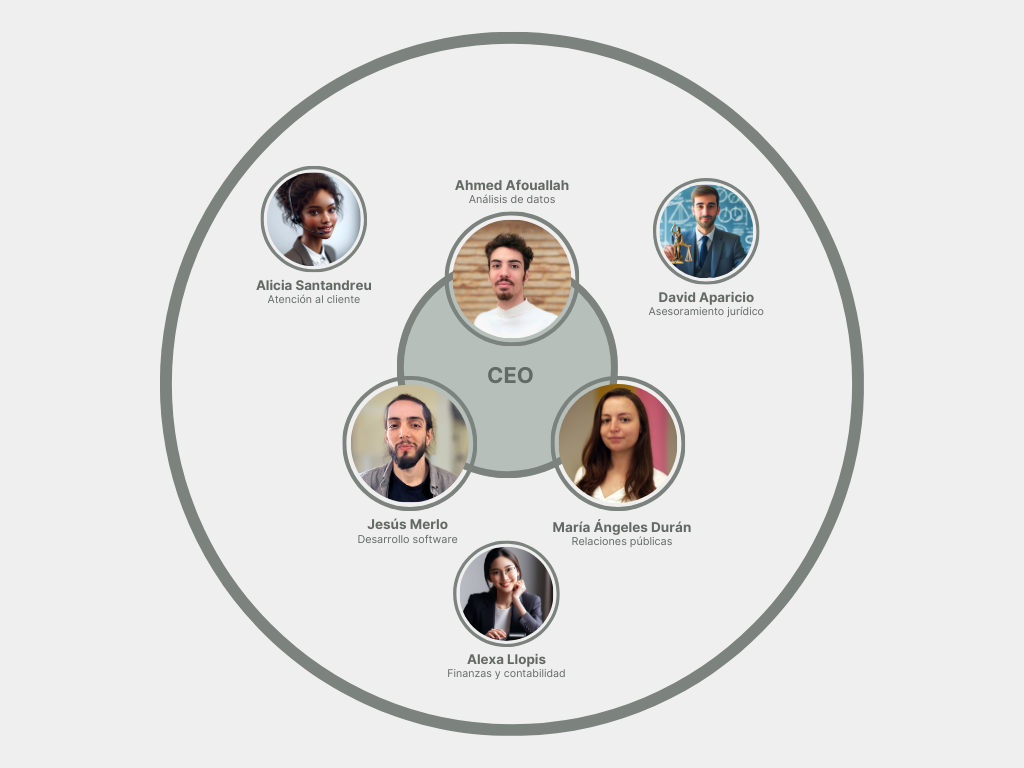 Ahmed Afouallah
Análisis de datos
Alicia Santandreu
Atención al cliente
David Aparicio
Asesoramiento jurídico
CEO
Jesús Merlo
Desarrollo software
María Ángeles Durán
Relaciones públicas
Alexa Llopis
Finanzas y contabilidad